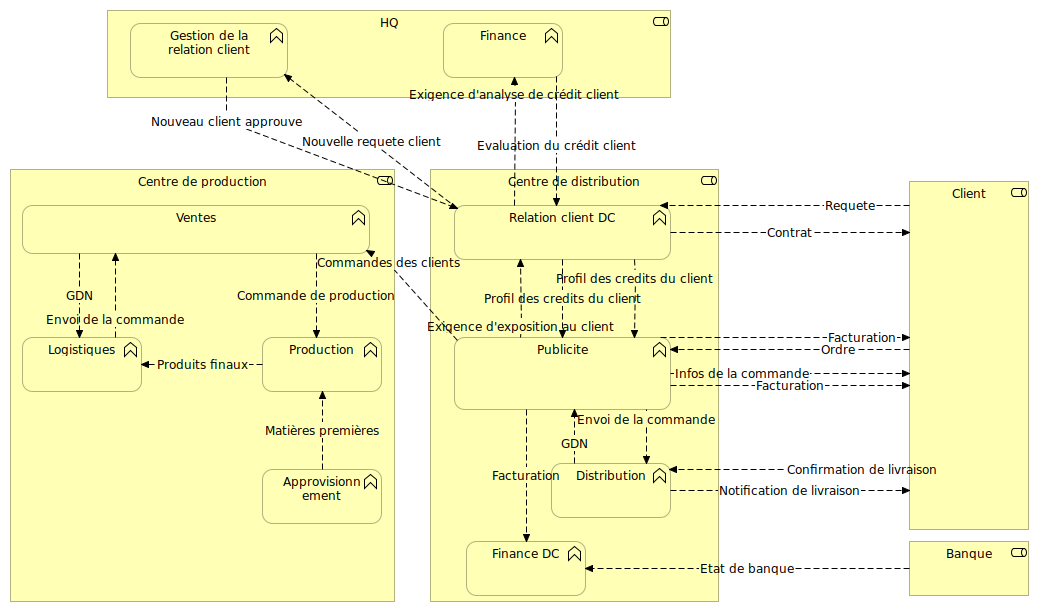 HQ
Gestion de la
relation client
Finance
Exigence d'analyse de crédit client
Nouveau client approuve
Nouvelle requete client
Evaluation du crédit client
Centre de production
Centre de distribution
Client
Ventes
Relation client DC
Requete
Contrat
Commandes des clients
Profil des credits du client
GDN
Commande de production
Profil des credits du client
Envoi de la commande
Exigence d'exposition au client
Facturation
Logistiques
Production
Publicite
Ordre
Produits finaux
Infos de la commande
Facturation
Envoi de la commande
Matières premières
GDN
Confirmation de livraison
Facturation
Distribution
Approvisionn
ement
Notification de livraison
Finance DC
Banque
Etat de banque